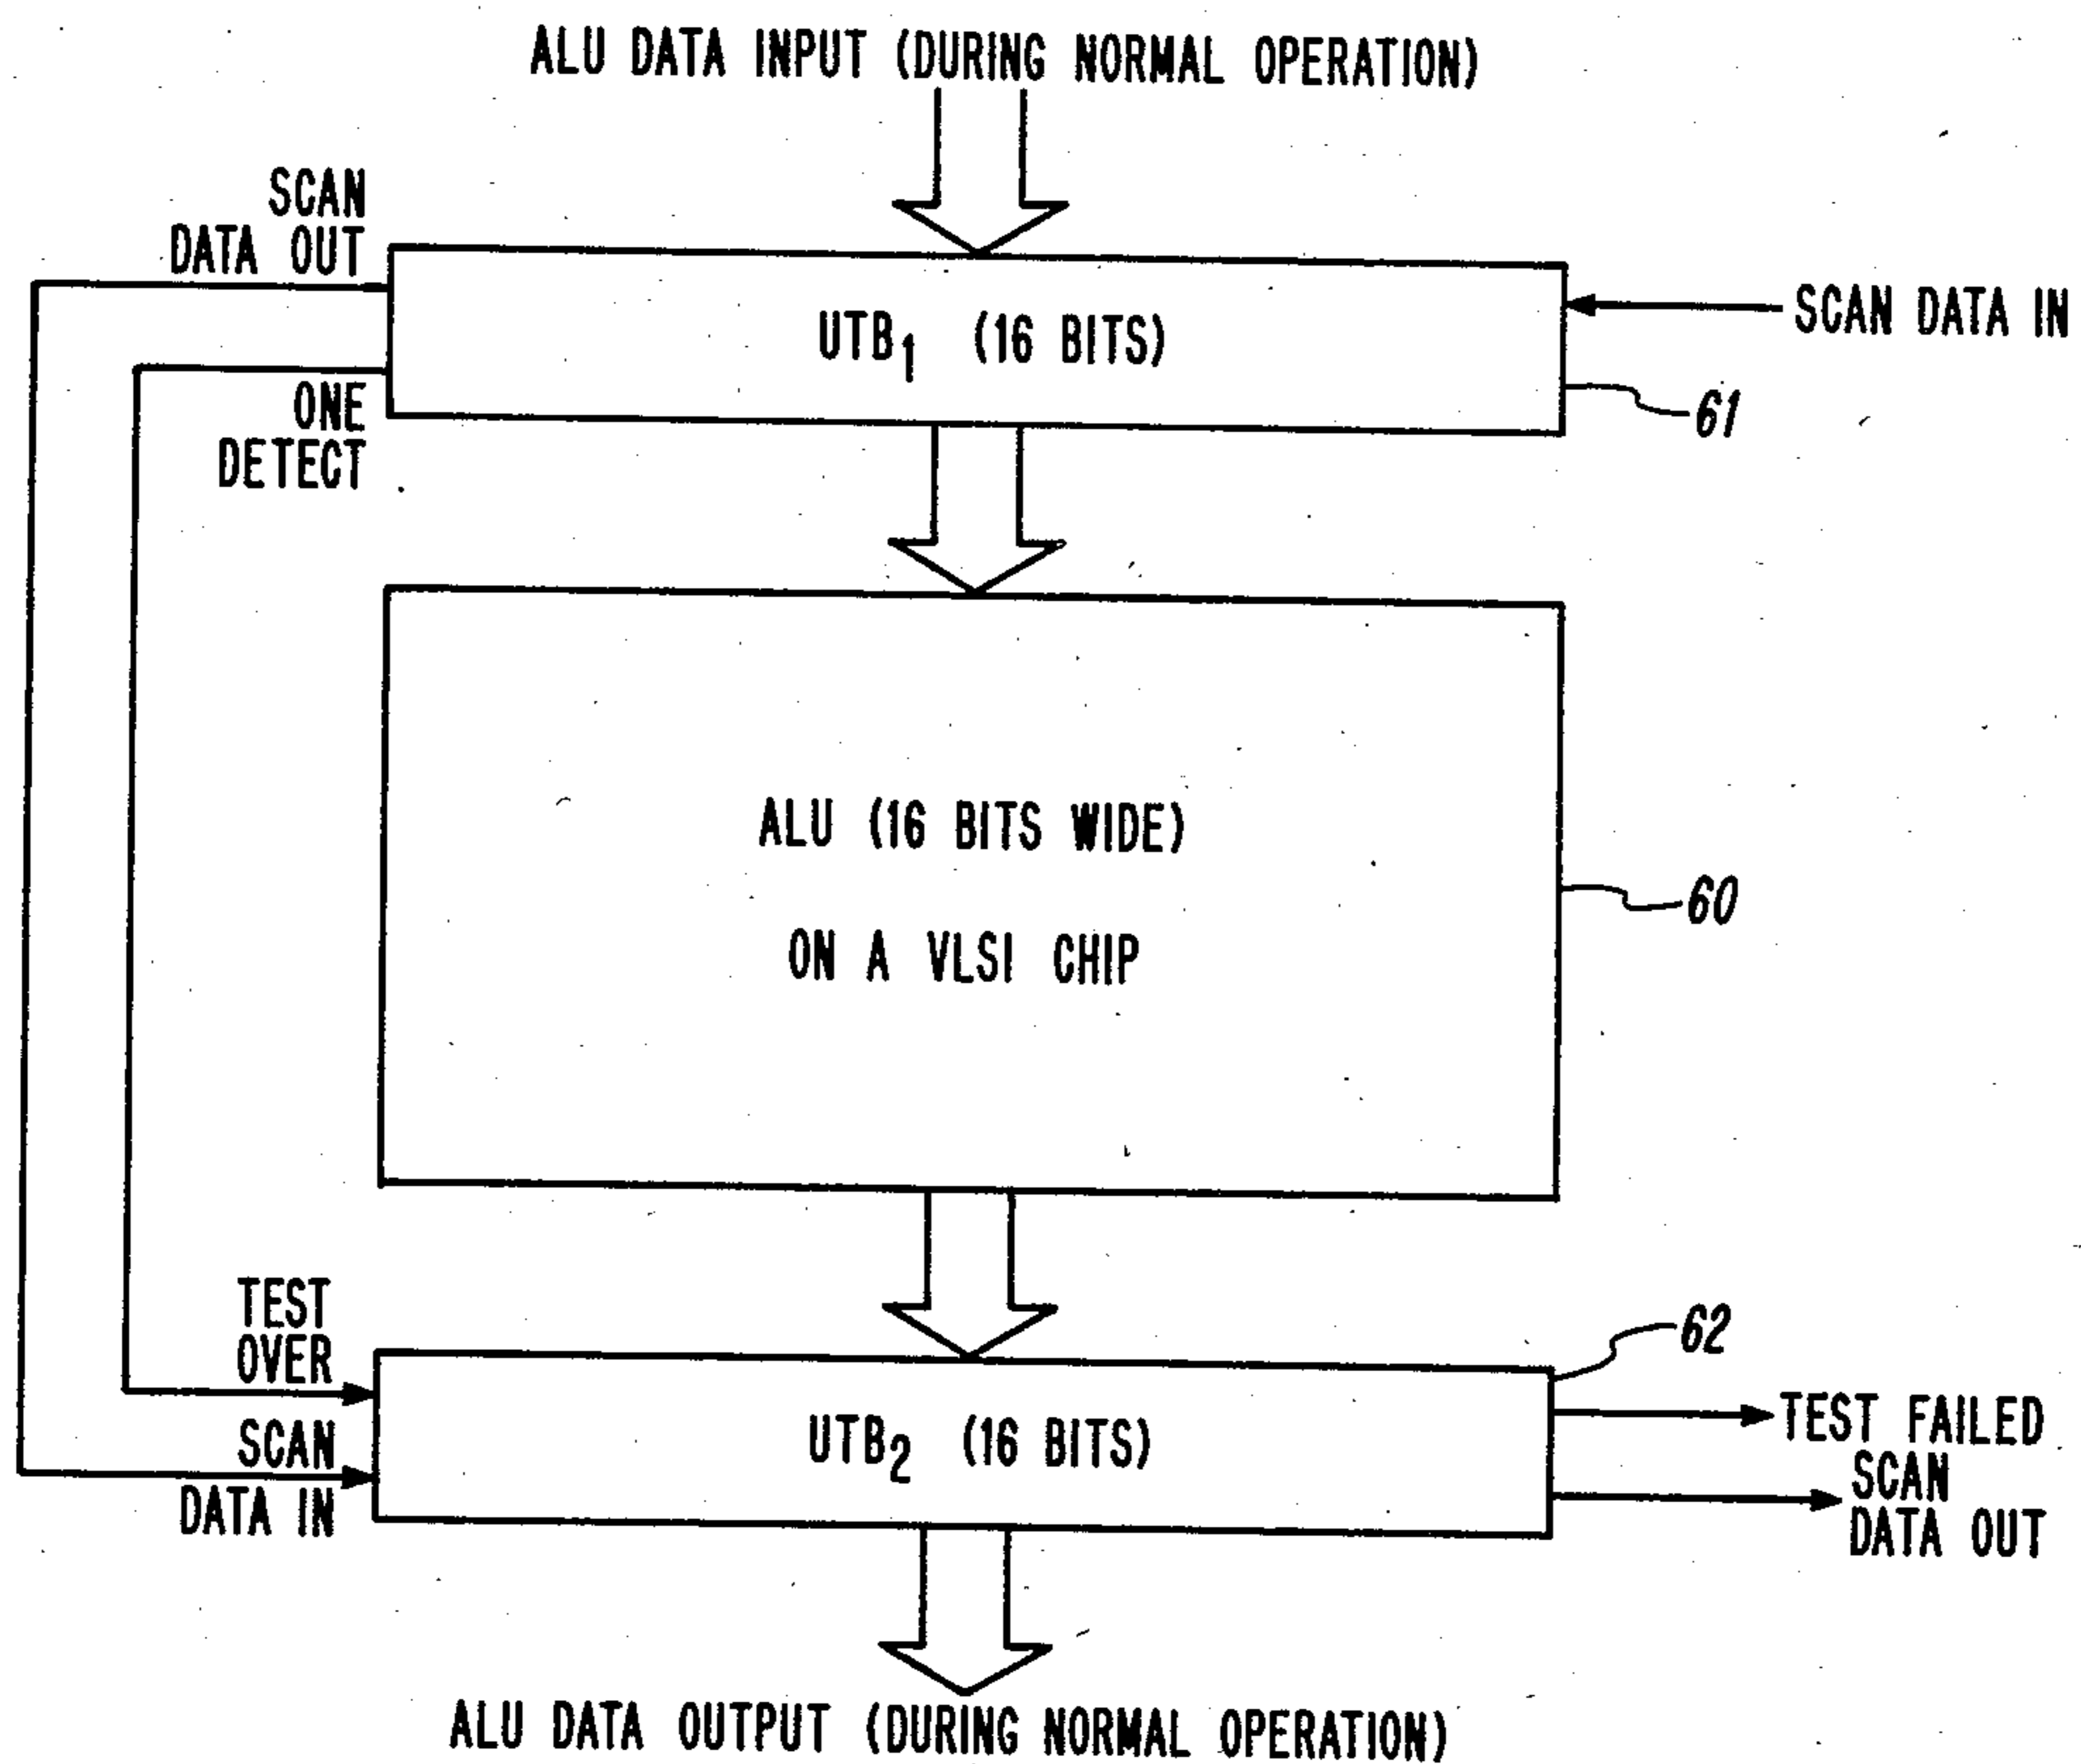 ALU DATA INPUT (DURING NORMAL OPERATION)
SCAN
DATA OUT
UTB1 (16 BITS)
SCAN DATA IN
ONE
DETECT
61
ALU (16 BITS WIDE)
ON A VLSI CHIP
60
TEST
OVER
62
SCAN
DATA IN
UTB2 (16 BITS)
TEST FAILED
SCAN
DATA OUT
ALU DATA OUTPUT (DURING NORMAL OPERATION)